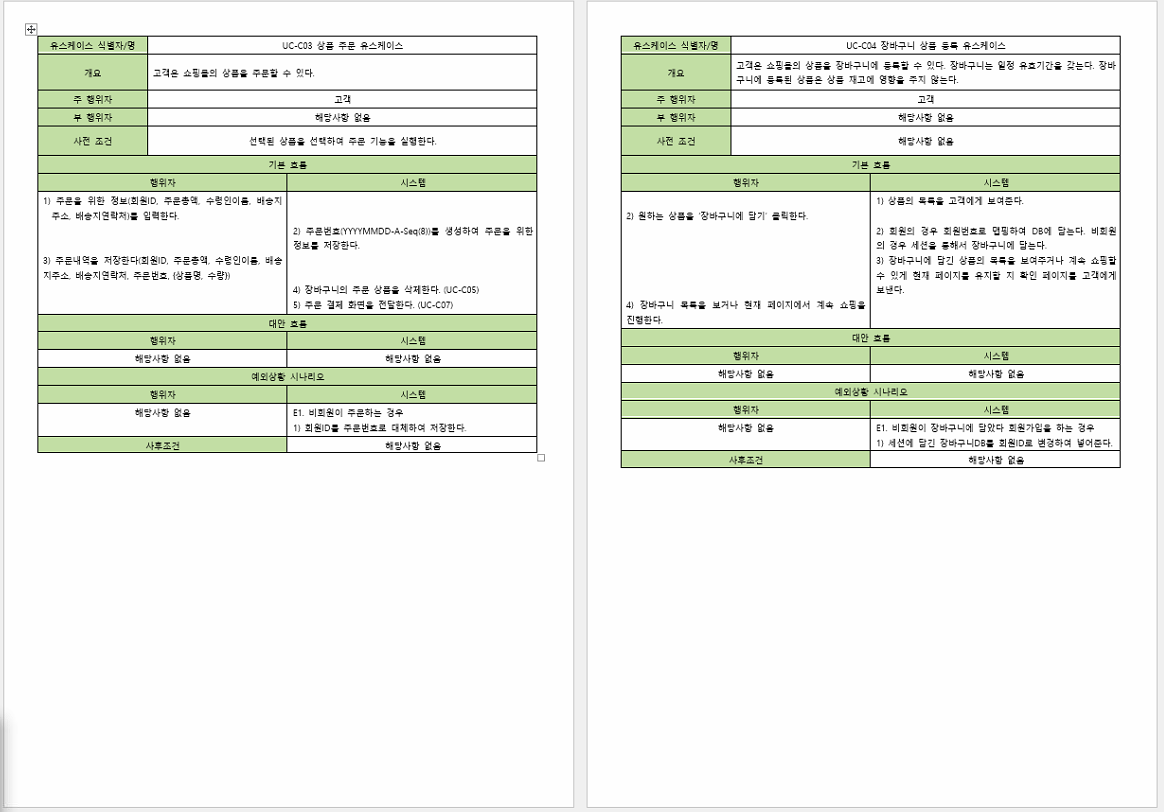 유스케이스 식별자/명 UC-C03 상품 주문 유스케이스
개요 고객은 쇼핑몰의 상품을 주문할 수 있다.
주 행위자 고객
부 행위자 해당사항 없음
사전 조건 선택된 상품을 선택하여 주문 기능을 실행한다.
기본 흐름
행위자 시스템
1) 주문을 위한 정보(회원ID, 주문총액, 수령인이름, 배송지
주소, 배송지연락처)를 입력한다.
2) 주문번호(YYYYMMDD-A-Seq(8))를 생성하여 주문을 위한
정보를 저장한다.
3) 주문내역을 저장한다(회원ID, 주문총액, 수령인이름, 배송
지주소, 배송지연락처, 주문번호, {상품명, 수량})
4) 장바구니의 주문 상품을 삭제한다. (UC-C05)
5) 주문 결제 화면을 전달한다. (UC-C07)
대안 흐름
행위자 시스템
해당사항 없음 해당사항 없음
예외상황 시나리오
행위자 시스템
해당사항 없음 E1. 비회원이 주문하는 경우
1) 회원ID를 주문번호로 대체하여 저장한다.
사후조건 해당사항 없음
유스케이스 식별자/명 UC-C04 장바구니 상품 등록 유스케이스
개요 고객은 쇼핑몰의 상품을 장바구니에 등록할 수 있다. 장바구니는 일정 유효기간을 갖는다. 장바
구니에 등록된 상품은 상품 재고에 영향을 주지 않는다.
주 행위자 고객
부 행위자 해당사항 없음
사전 조건 해당사항 없음
기본 흐름
행위자 시스템
1) 상품의 목록을 고객에게 보여준다.
2) 원하는 상품을 '장바구니에 담기' 클릭한다.
2) 회원의 경우 회원번호로 맵핑하여 DB에 담는다. 비회원
의 경우 세션을 통해서 장바구니에 담는다.
3) 장바구니에 담긴 상품의 목록을 보여주거나 계속 쇼핑할
수 있게 현재 페이지를 유지할 지 확인 페이지를 고객에게
보낸다.
4) 장바구니 목록을 보거나 현재 페이지에서 계속 쇼핑을
진행한다.
대안 흐름
행위자 시스템
해당사항 없음 해당사항 없음
예외상황 시나리오
행위자 시스템
해당사항 없음 E1. 비회원이 장바구니에 담았다 회원가입을 하는 경우
1) 세션에 담긴 장바구니DB를 회원ID로 변경하여 넣어준다.
사후조건 해당사항 없음